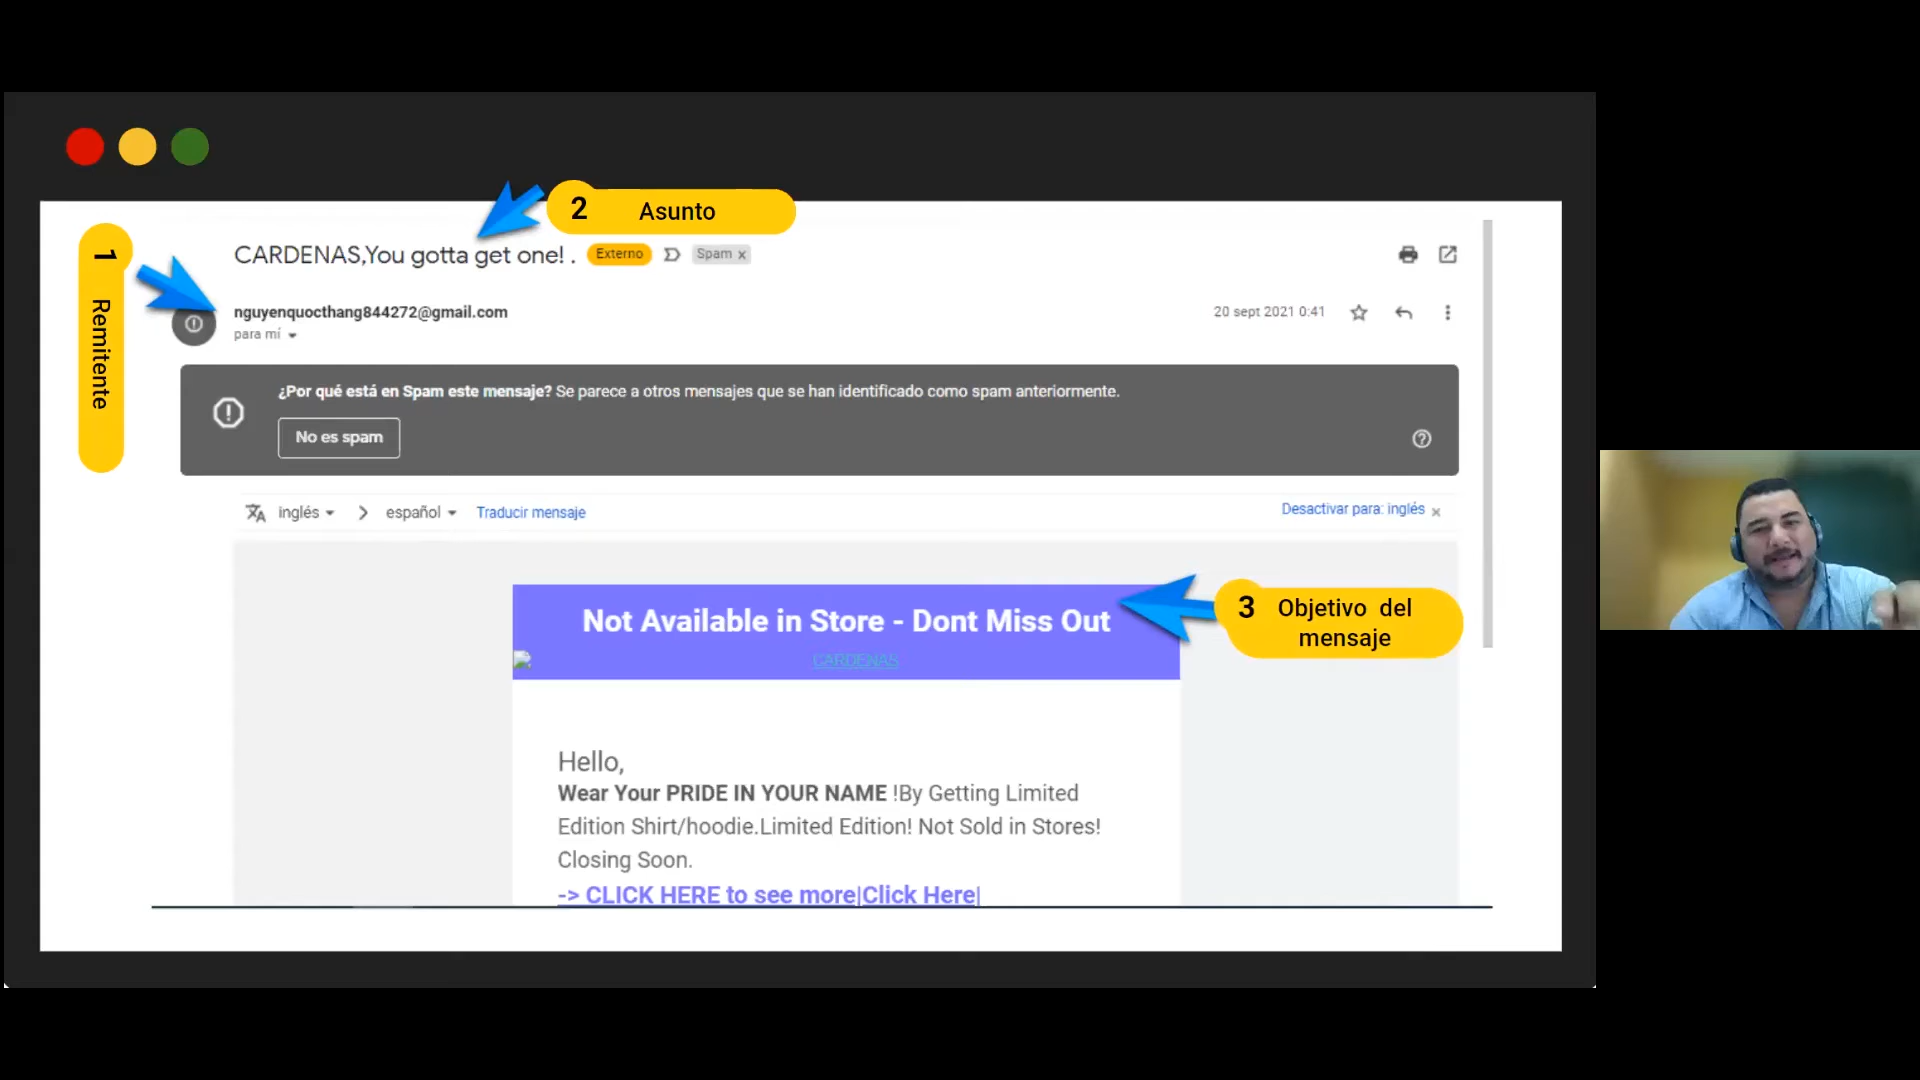 2 Asunto
CARDENAS,You gotta get one! . Externo Spam x
1 Remitente
nguyenquocthang844272@gmail.com 20 sept 2021 0:41
para mí
¿Por qué está en Spam este mensaje? Se parece a otros mensajes que se han identificado como spam anteriormente.
No es spam
inglés > español Traducir mensaje Desactivar para: inglés x
Not Available in Store - Dont Miss Out
CARDENAS
3 Objetivo del
mensaje
Hello,
Wear Your PRIDE IN YOUR NAME !By Getting Limited
Edition Shirt/hoodie.Limited Edition! Not Sold in Stores!
Closing Soon.
-> CLICK HERE to see more|Click Here|